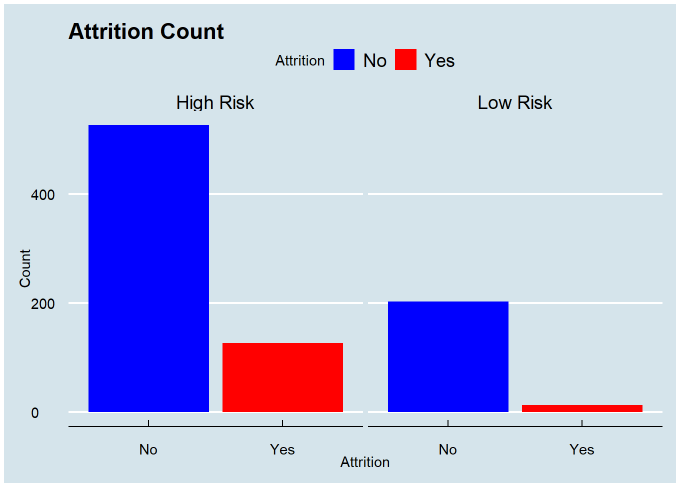 Attrition Count
Attrition No Yes
High Risk Low Risk
400
200
0
Count
No Yes No Yes
Attrition